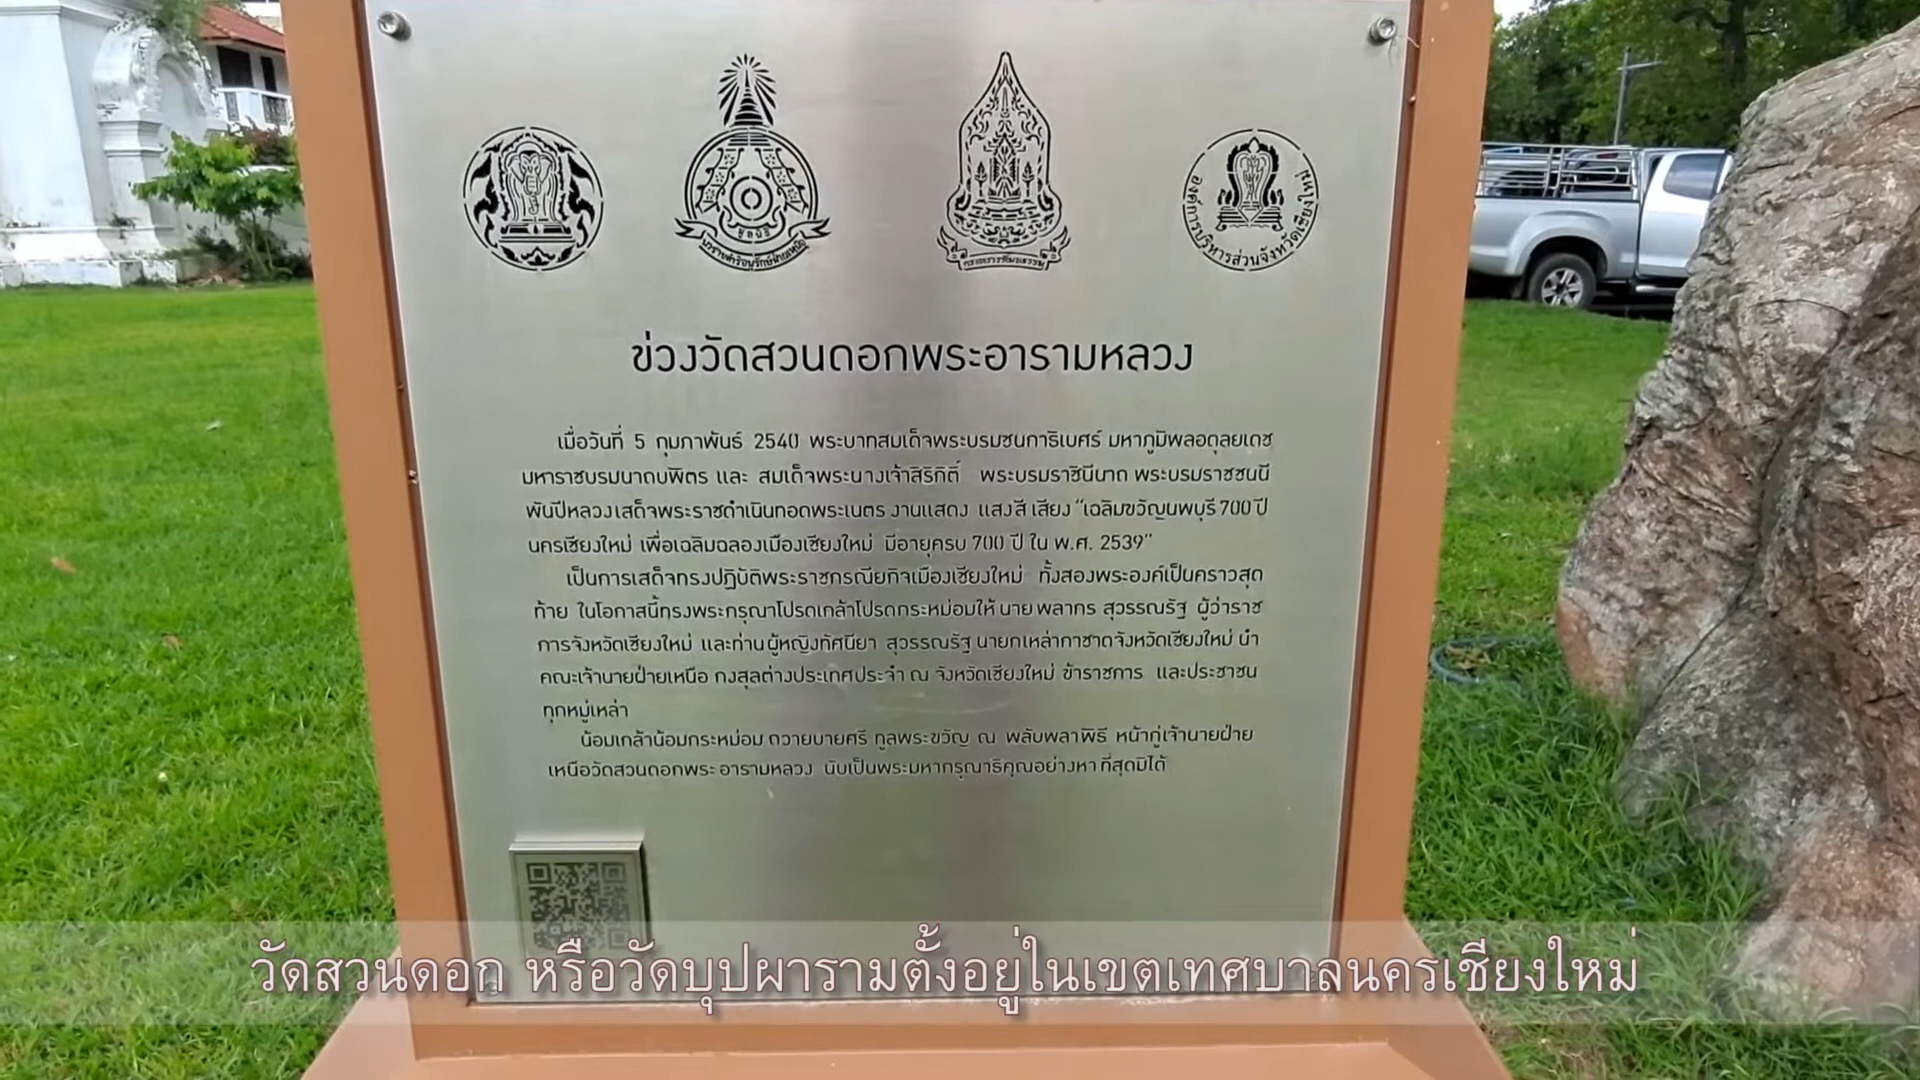 มูลนิธิ
องค์การบริหารส่วนจังหวัดเชียงใหม่
ข่วงวัดสวนดอกพระอารามหลวง
เมื่อวันที่ 5 กุมภาพันธ์ 2540 พระบาทสมเด็จพระบรมชนกาธิเบศร์ มหาภูมิพลอดุลยเดช
มหาราชบรมนาถบพิตร และ สมเด็จพระนางเจ้าสิริกิติ์ พระบรมราชินีนาถ พระบรมราชชนนี
พันปีหลวงเสด็จพระราชดำเนินทอดพระเนตร งานแสดง แสงสี เสียง "เฉลิมขวัญนพบุรี 700 ปี
นครเชียงใหม่ เพื่อเฉลิมฉลองเมืองเชียงใหม่ มีอายุครบ 700 ปี ใน พ.ศ. 2539"
เป็นการเสด็จทรงปฏิบัติพระราชกรณียกิจเมืองเชียงใหม่ ทั้งสองพระองค์เป็นคราวสุด
ท้าย ในโอกาสนี้ทรงพระกรุณาโปรดเกล้าโปรดกระหม่อมให้ นาย พลากร สุวรรณรัฐ ผู้ว่าราช
การจังหวัดเชียงใหม่ และท่านผู้หญิงทัศนียา สุวรรณรัฐ นายกเหล่ากาชาดจังหวัดเชียงใหม่ นำ
คณะเจ้านายฝ่ายเหนือ กงสุลต่างประเทศประจำ ณ จังหวัดเชียงใหม่ ข้าราชการ และประชาชน
ทุกหมู่เหล่า
น้อมเกล้าน้อมกระหม่อม ถวายบายศรี ทูลพระขวัญ ณ พลับพลาพิธี หน้ากู่เจ้านายฝ่าย
เหนือวัดสวนดอกพระอารามหลวง นับเป็นพระมหากรุณาธิคุณอย่างหา ที่สุดมิได้
วัดสวนดอก หรือวัดบุปผารามตั้งอยู่ในเขตเทศบาลนครเชียงใหม่